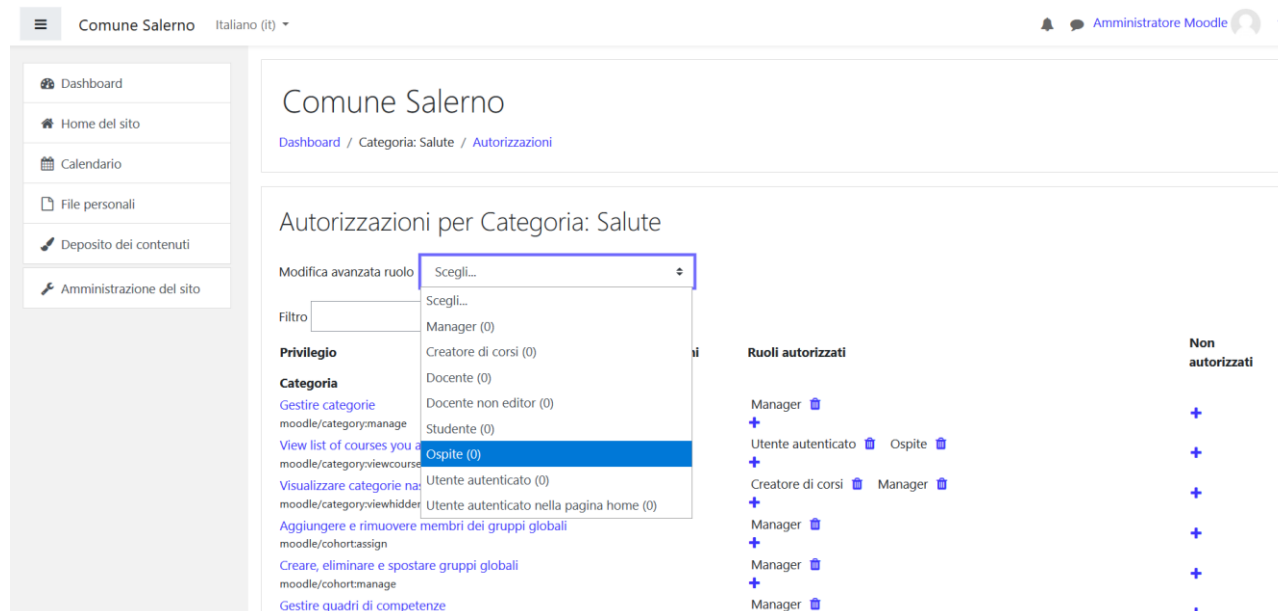 Comune Salerno Italiano (it)
Amministratore Moodle
Dashboard
Home del sito
Calendario
File personali
Deposito dei contenuti
Amministrazione del sito
Comune Salerno
Dashboard / Categoria: Salute / Autorizzazioni
Autorizzazioni per Categoria: Salute
Modifica avanzata ruolo Scegli...
Scegli...
Manager (0)
Creatore di corsi (0)
Docente (0)
Docente non editor (0)
Studente (0)
Ospite (0)
Utente autenticato (0)
Utente autenticato nella pagina home (0)
Filtro
Privilegio Ruoli autorizzati Non autorizzati
Categoria
Gestire categorie Manager
moodle/category:manage
View list of courses you Utente autenticato Ospite
moodle/category:viewcourse
Visualizzare categorie Creatore di corsi Manager
moodle/category:viewhidden
Aggiungere e rimuovere membri dei gruppi globali Manager
moodle/cohort:assign
Creare, eliminare e spostare gruppi globali Manager
moodle/cohort:manage
Gestire quadri di competenze Manager